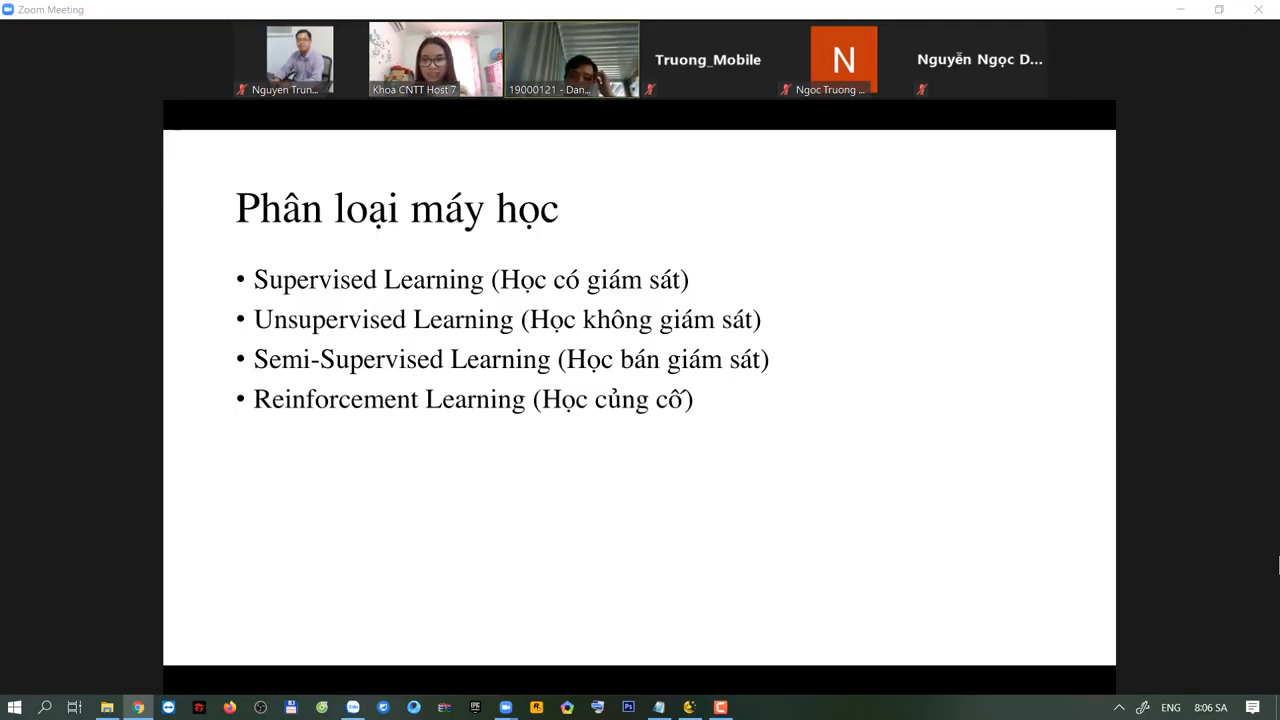 Zoom Meeting
Nguyen Trun...
Khoa CNTT Host 7
19000121 - Dan...
Truong_Mobile
N
Ngoc Truong ...
Nguyễn Ngọc D...
Phân loại máy học
• Supervised Learning (Học có giám sát)
• Unsupervised Learning (Học không giám sát)
• Semi-Supervised Learning (Học bán giám sát)
• Reinforcement Learning (Học củng cố)
EPIC
Ps
ENG
8:06 SA